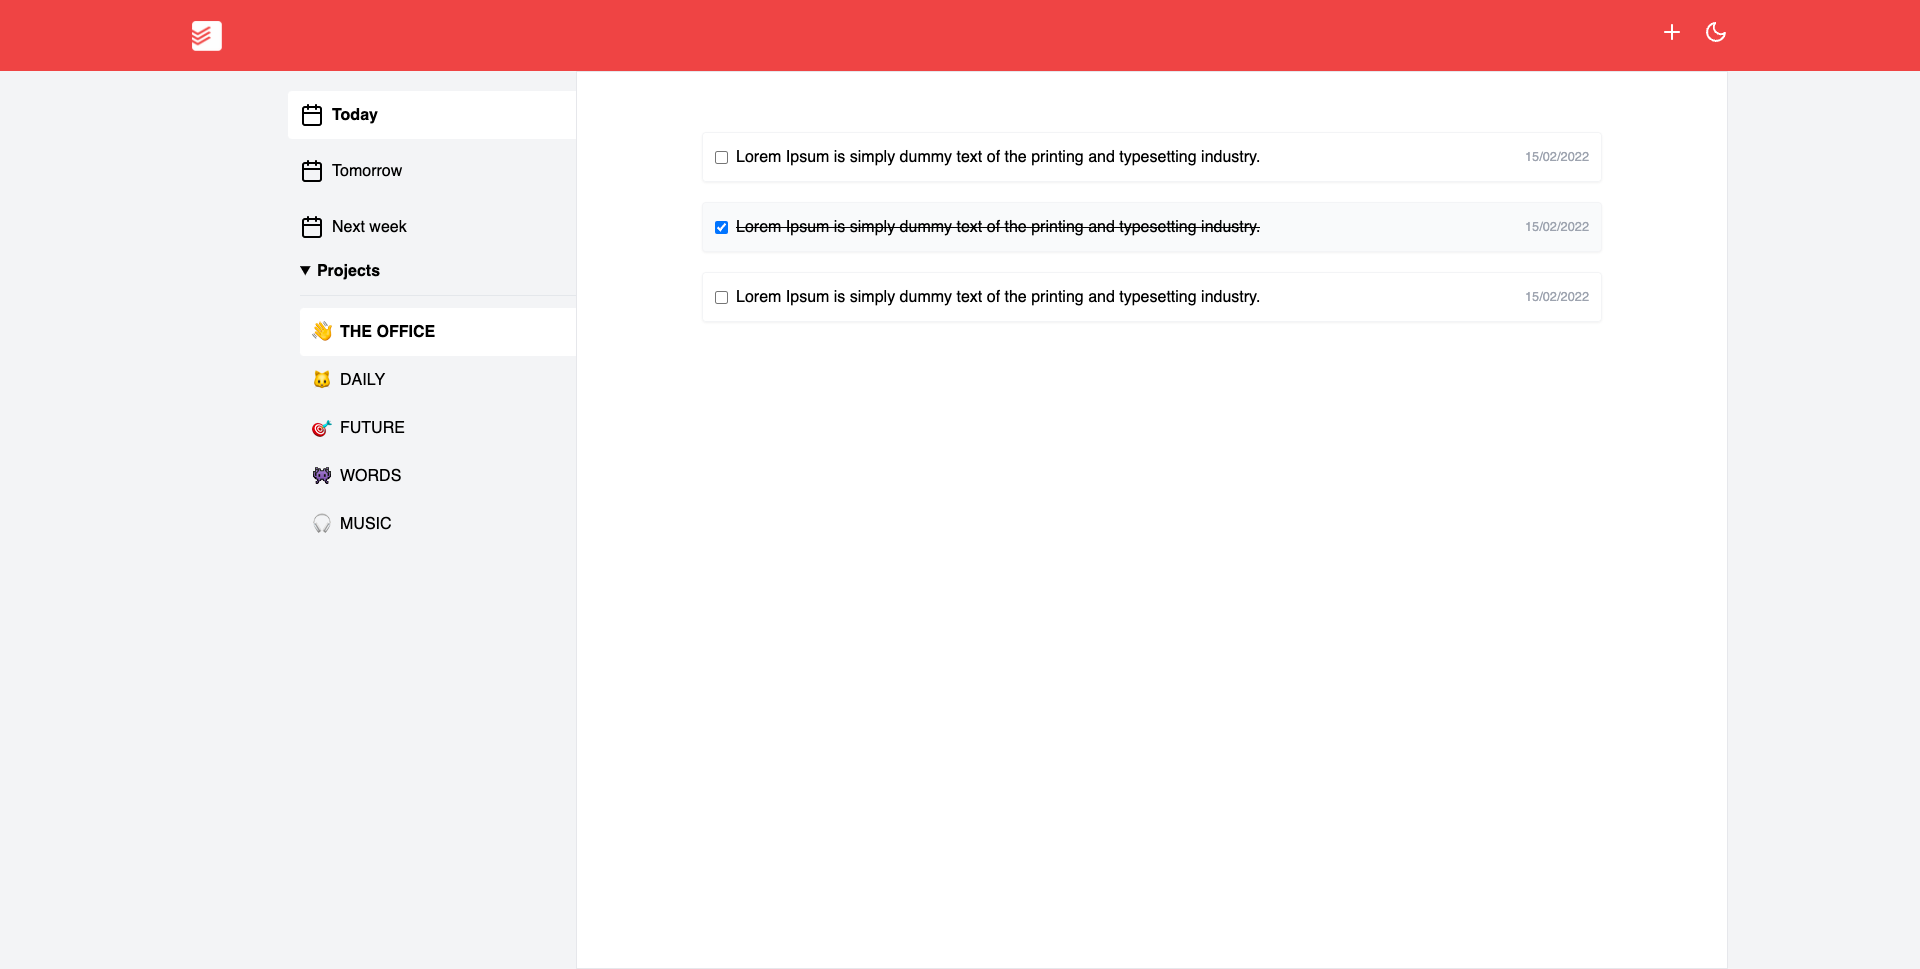 Today
Tomorrow
Next week
Projects
👋 THE OFFICE
🐱 DAILY
🎯 FUTURE
👾 WORDS
🎧 MUSIC
Lorem Ipsum is simply dummy text of the printing and typesetting industry. 15/02/2022
Lorem Ipsum is simply dummy text of the printing and typesetting industry. 15/02/2022
Lorem Ipsum is simply dummy text of the printing and typesetting industry. 15/02/2022